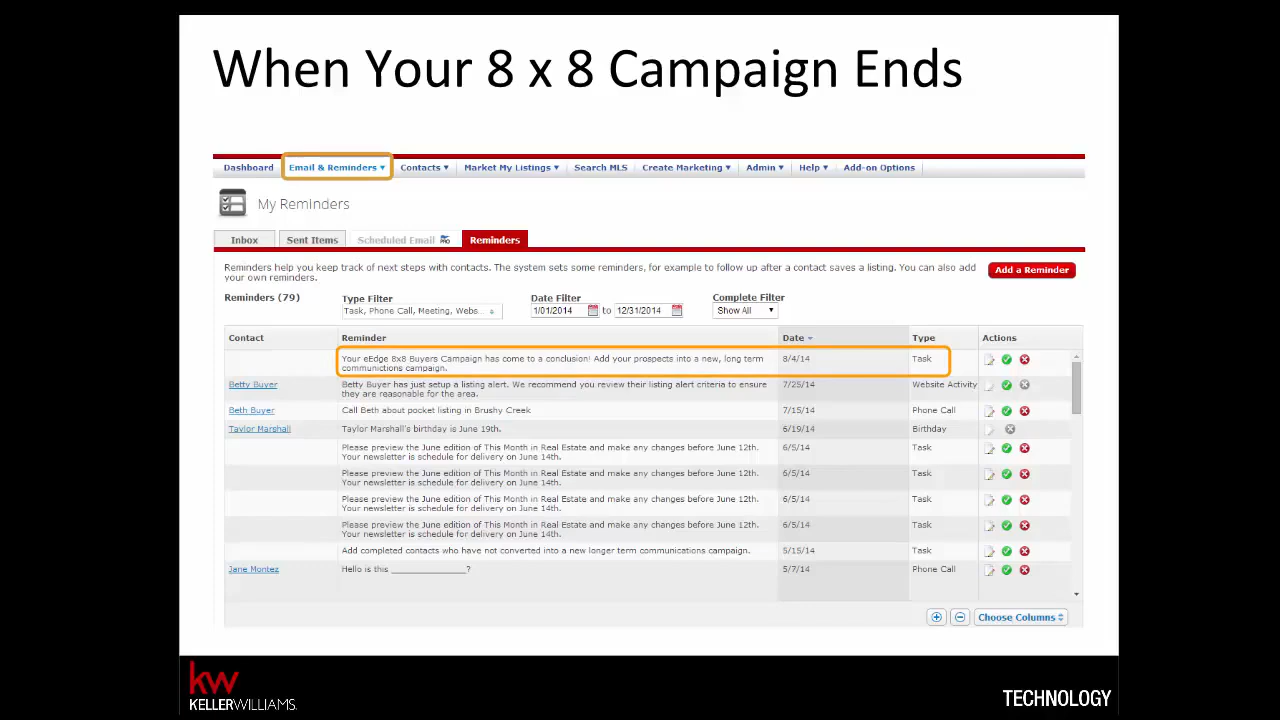 When Your 8 x 8 Campaign Ends
Dashboard Email & Reminders Contacts Market My Listings Search MLS Create Marketing Admin Help Add-on Options
My Reminders
Inbox Sent Items Scheduled Email Reminders
Reminders help you keep track of next steps with contacts. The system sets some reminders, for example to follow up after a contact saves a listing. You can also add
your own reminders.
Add a Reminder
Reminders (79) Type Filter Date Filter Complete Filter
Task, Phone Call, Meeting, Webs... 1/01/2014 to 12/31/2014 Show All
Contact Reminder Date Type Actions
Your eEdge 8x8 Buyers Campaign has come to a conclusion! Add your prospects into a new, long term 8/4/14 Task
communictions campaign.
Betty Buyer Betty Buyer has just setup a listing alert. We recommend you review their listing alert criteria to ensure 7/25/14 Website Activity
they are reasonable for the area.
Beth Buyer Call Beth about pocket listing in Brushy Creek 7/15/14 Phone Call
Taylor Marshall Taylor Marshall's birthday is June 19th. 6/19/14 Birthday
Please preview the June edition of This Month in Real Estate and make any changes before June 12th. 6/5/14 Task
Your newsletter is schedule for delivery on June 14th.
Please preview the June edition of This Month in Real Estate and make any changes before June 12th. 6/5/14 Task
Your newsletter is schedule for delivery on June 14th.
Please preview the June edition of This Month in Real Estate and make any changes before June 12th. 6/5/14 Task
Your newsletter is schedule for delivery on June 14th.
Please preview the June edition of This Month in Real Estate and make any changes before June 12th. 6/5/14 Task
Your newsletter is schedule for delivery on June 14th.
Add completed contacts who have not converted into a new longer term communications campaign. 5/15/14 Task
Jane Montez Hello is this _______________? 5/7/14 Phone Call
Choose Columns
kw
KELLERWILLIAMS.
TECHNOLOGY